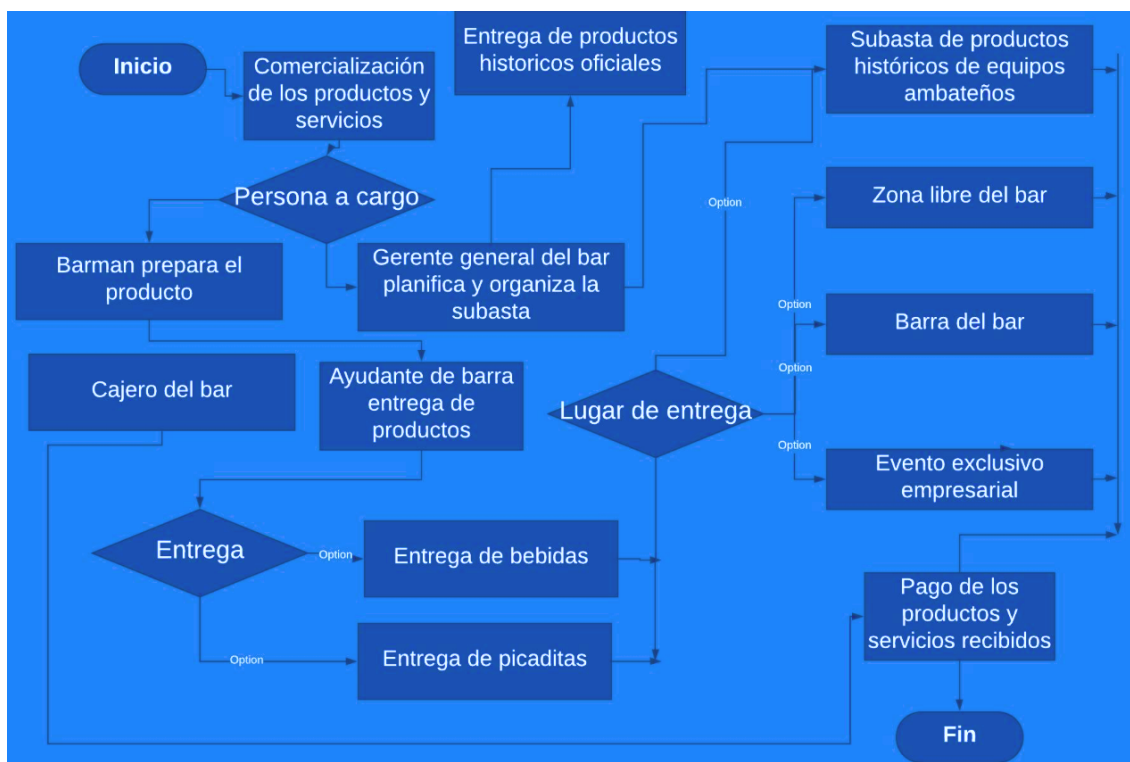 Inicio
Comercialización
de los productos y
servicios
Entrega de productos
historicos oficiales
Subasta de productos
históricos de equipos
ambateños
Persona a cargo
Option
Zona libre del bar
Barman prepara el
producto
Gerente general del bar
planifica y organiza la
subasta
Option
Barra del bar
Cajero del bar
Ayudante de barra
entrega de
productos
Option
Lugar de entrega
Option
Evento exclusivo
empresarial
Entrega
Option
Entrega de bebidas
Pago de los
productos y
servicios recibidos
Option
Entrega de picaditas
Fin